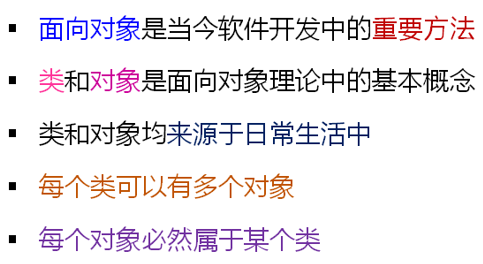 ▪ 面向对象是当今软件开发中的重要方法
▪ 类和对象是面向对象理论中的基本概念
▪ 类和对象均来源于日常生活中
▪ 每个类可以有多个对象
▪ 每个对象必然属于某个类